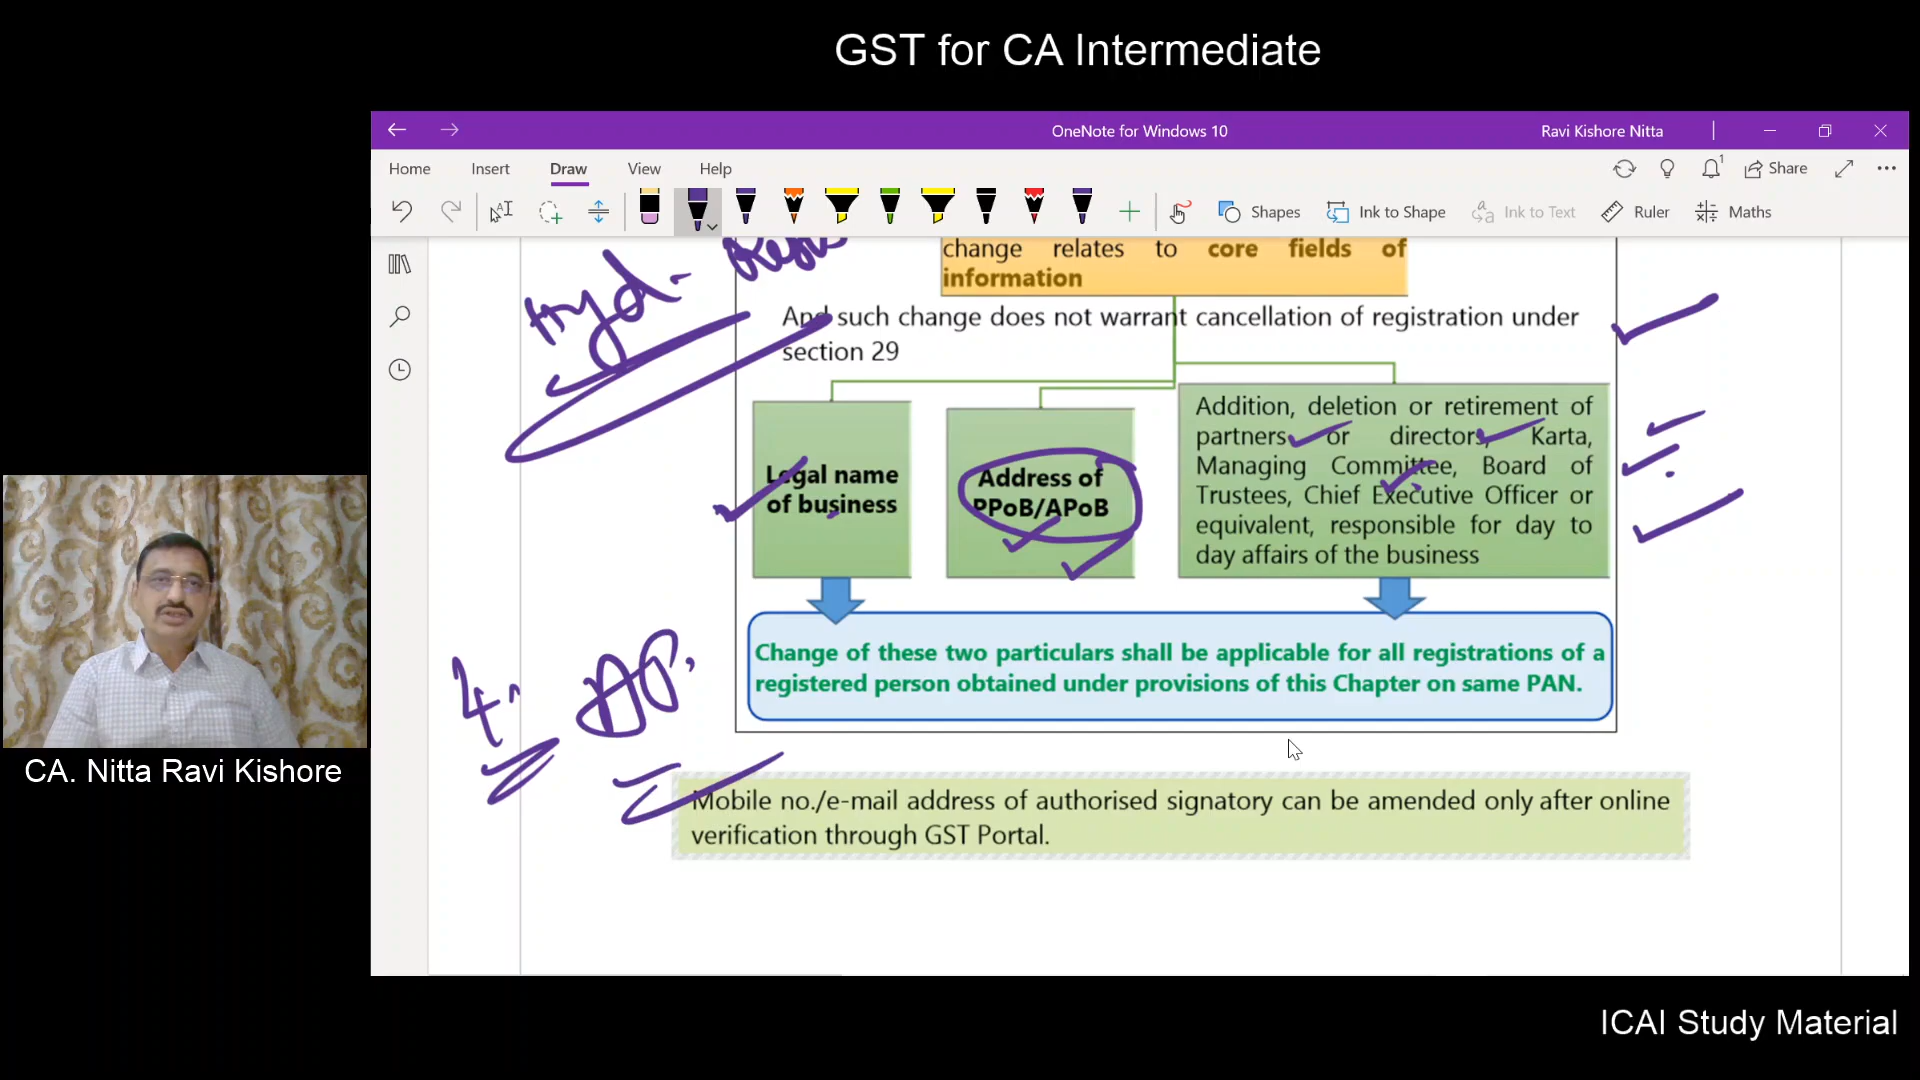 GST for CA Intermediate
OneNote for Windows 10
Ravi Kishore Nitta
Home Insert Draw View Help
1
Share
Shapes Ink to Shape Ink to Text Ruler Maths
Hyd.
change relates to core fields of
information
And such change does not warrant cancellation of registration under
section 29
Legal name
of business
Address of
PPoB/APoB
Addition, deletion or retirement of
partners or directors, Karta,
Managing Committee, Board of
Trustees, Chief Executive Officer or
equivalent, responsible for day to
day affairs of the business
Change of these two particulars shall be applicable for all registrations of a
registered person obtained under provisions of this Chapter on same PAN.
AP.
Mobile no./e-mail address of authorised signatory can be amended only after online
verification through GST Portal.
CA. Nitta Ravi Kishore
ICAI Study Material